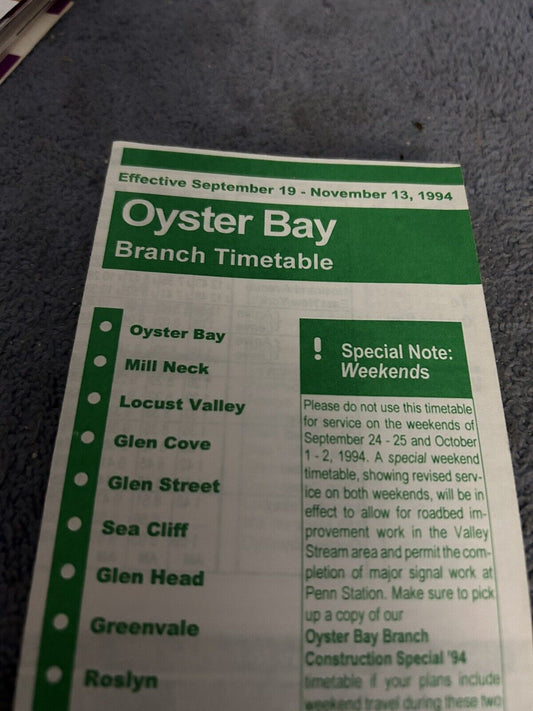 Effective September 19 - November 13, 1994
Oyster Bay
Branch Timetable
Oyster Bay
Mill Neck
Locust Valley
Glen Cove
Glen Street
Sea Cliff
Glen Head
Greenvale
Roslyn
! Special Note:
Weekends
Please do not use this timetable
for service on the weekends of
September 24 - 25 and October
1 - 2, 1994. A special weekend
timetable, showing revised serv-
ice on both weekends, will be in
effect to allow for roadbed im-
provement work in the Valley
Stream area and permit the com-
pletion of major signal work at
Penn Station. Make sure to pick
up a copy of our
Oyster Bay Branch
Construction Special '94
timetable if your plans include
weekend travel during these two